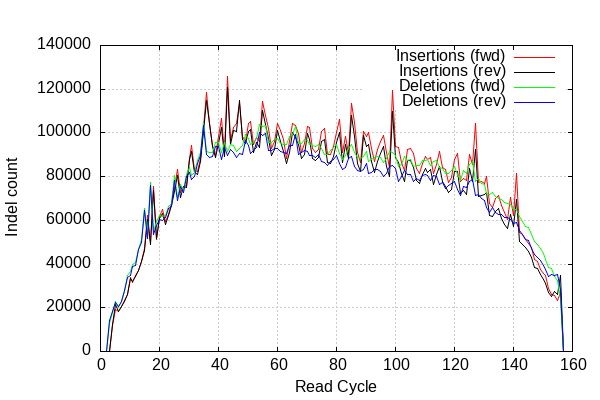 140000
120000
100000
80000
60000
40000
20000
0
Indel count
Insertions (fwd)
Insertions (rev)
Deletions (fwd)
Deletions (rev)
0 20 40 60 80 100 120 140 160
Read Cycle